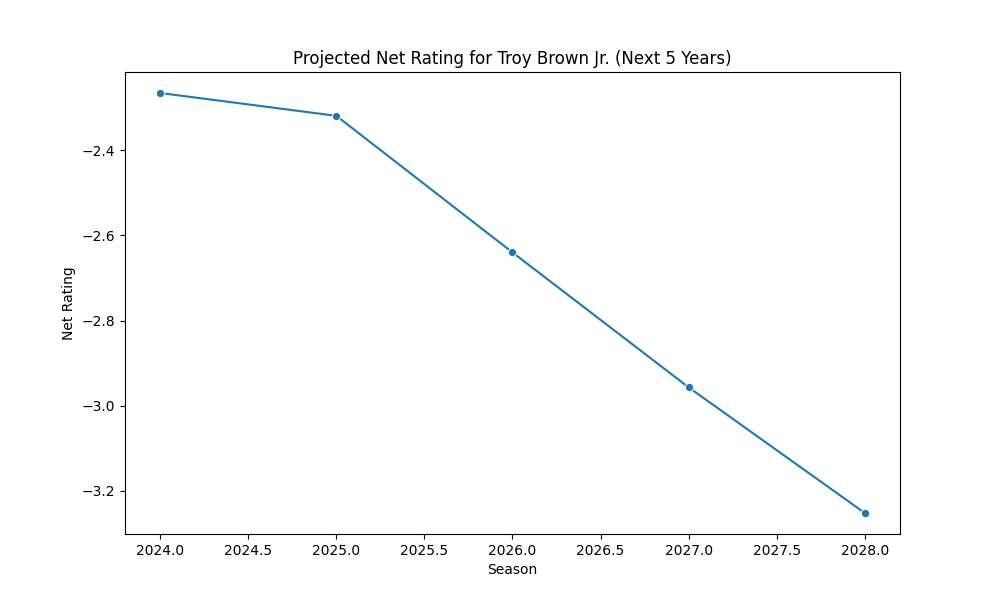 Projected Net Rating for Troy Brown Jr. (Next 5 Years)
Net Rating
−2.4
−2.6
−2.8
−3.0
−3.2
2024.0 2024.5 2025.0 2025.5 2026.0 2026.5 2027.0 2027.5 2028.0
Season